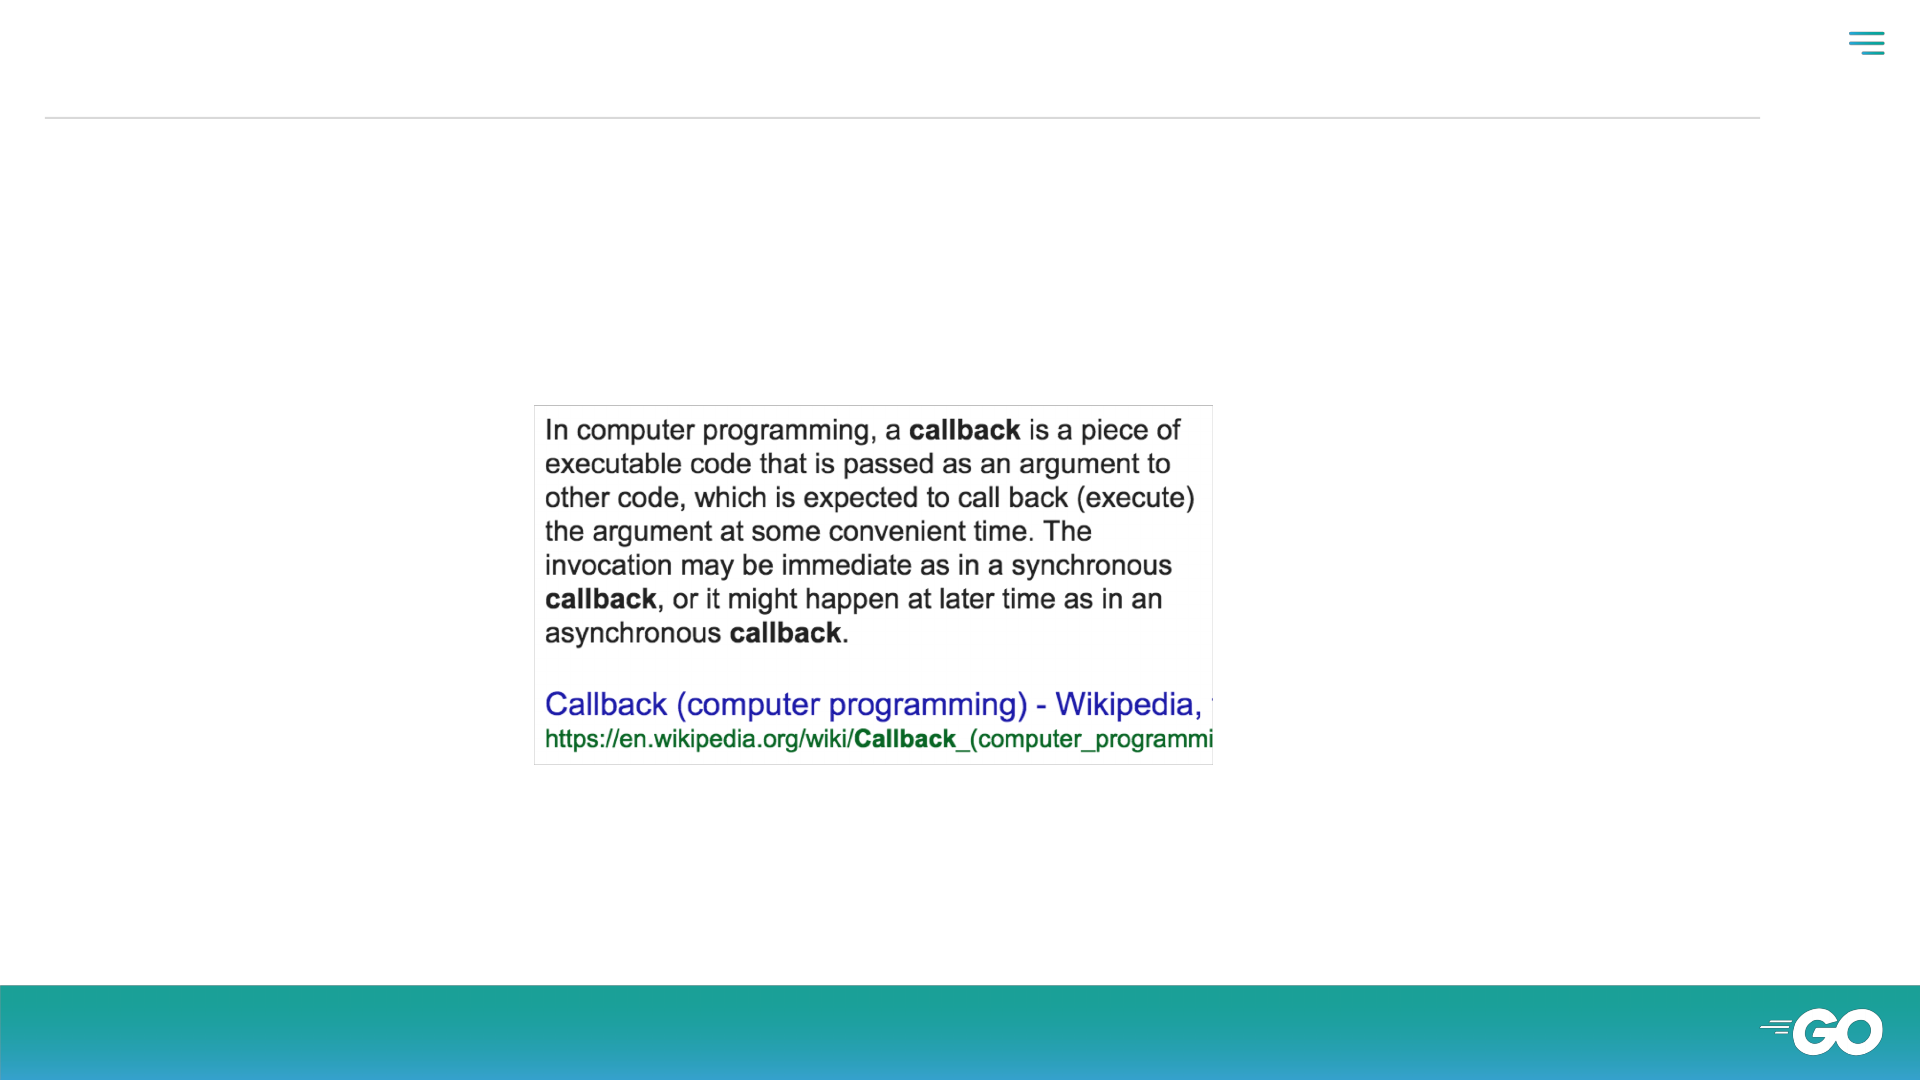 In computer programming, a callback is a piece of
executable code that is passed as an argument to
other code, which is expected to call back (execute)
the argument at some convenient time. The
invocation may be immediate as in a synchronous
callback, or it might happen at later time as in an
asynchronous callback.
Callback (computer programming) - Wikipedia,
https://en.wikipedia.org/wiki/Callback_(computer_programmi
GO